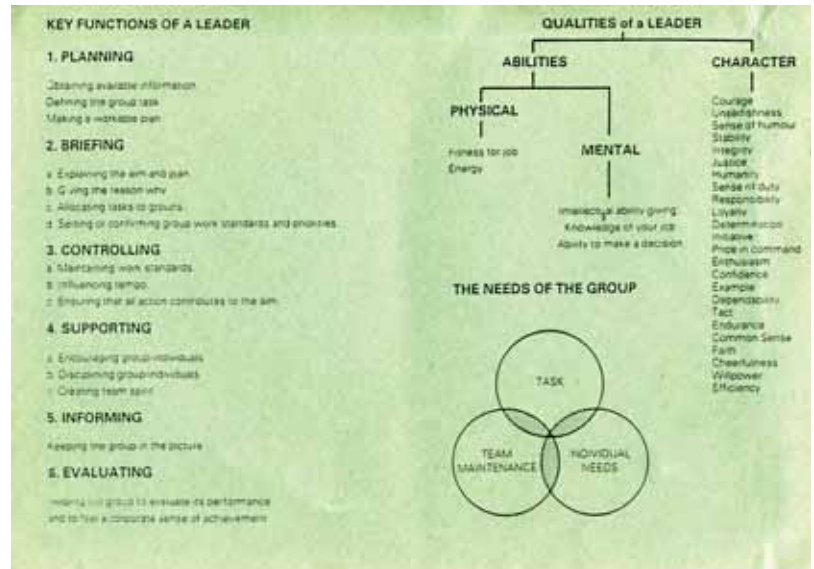 KEY FUNCTIONS OF A LEADER
1. PLANNING
Obtaining available information
Defining the group task
Making a workable plan
2. BRIEFING
a Explaining the aim and plan
b Giving the reason why
c Allocating tasks to groups
d Setting or confirming group work standards and priorities
3. CONTROLLING
a Maintaining work standards
b Influencing tempo
c Ensuring that all action contributes to the aim
4. SUPPORTING
a Encouraging group individuals
b Disciplining group individuals
c Creating team spirit
5. INFORMING
Keeping the group in the picture
6. EVALUATING
Helping the group to evaluate its performance
and to feel a corporate sense of achievement
QUALITIES of a LEADER
ABILITIES
PHYSICAL
Fitness for job
Energy
MENTAL
Intellectual ability giving
Knowledge of your job
Ability to make a decision
CHARACTER
Courage
Unselfishness
Sense of humour
Stability
Integrity
Justice
Humanity
Sense of duty
Responsibility
Loyalty
Determination
Initiative
Pride in command
Enthusiasm
Confidence
Example
Dependability
Tact
Endurance
Common Sense
Faith
Cheerfulness
Willpower
Efficiency
THE NEEDS OF THE GROUP
TASK
TEAM
MAINTENANCE
INDIVIDUAL
NEEDS